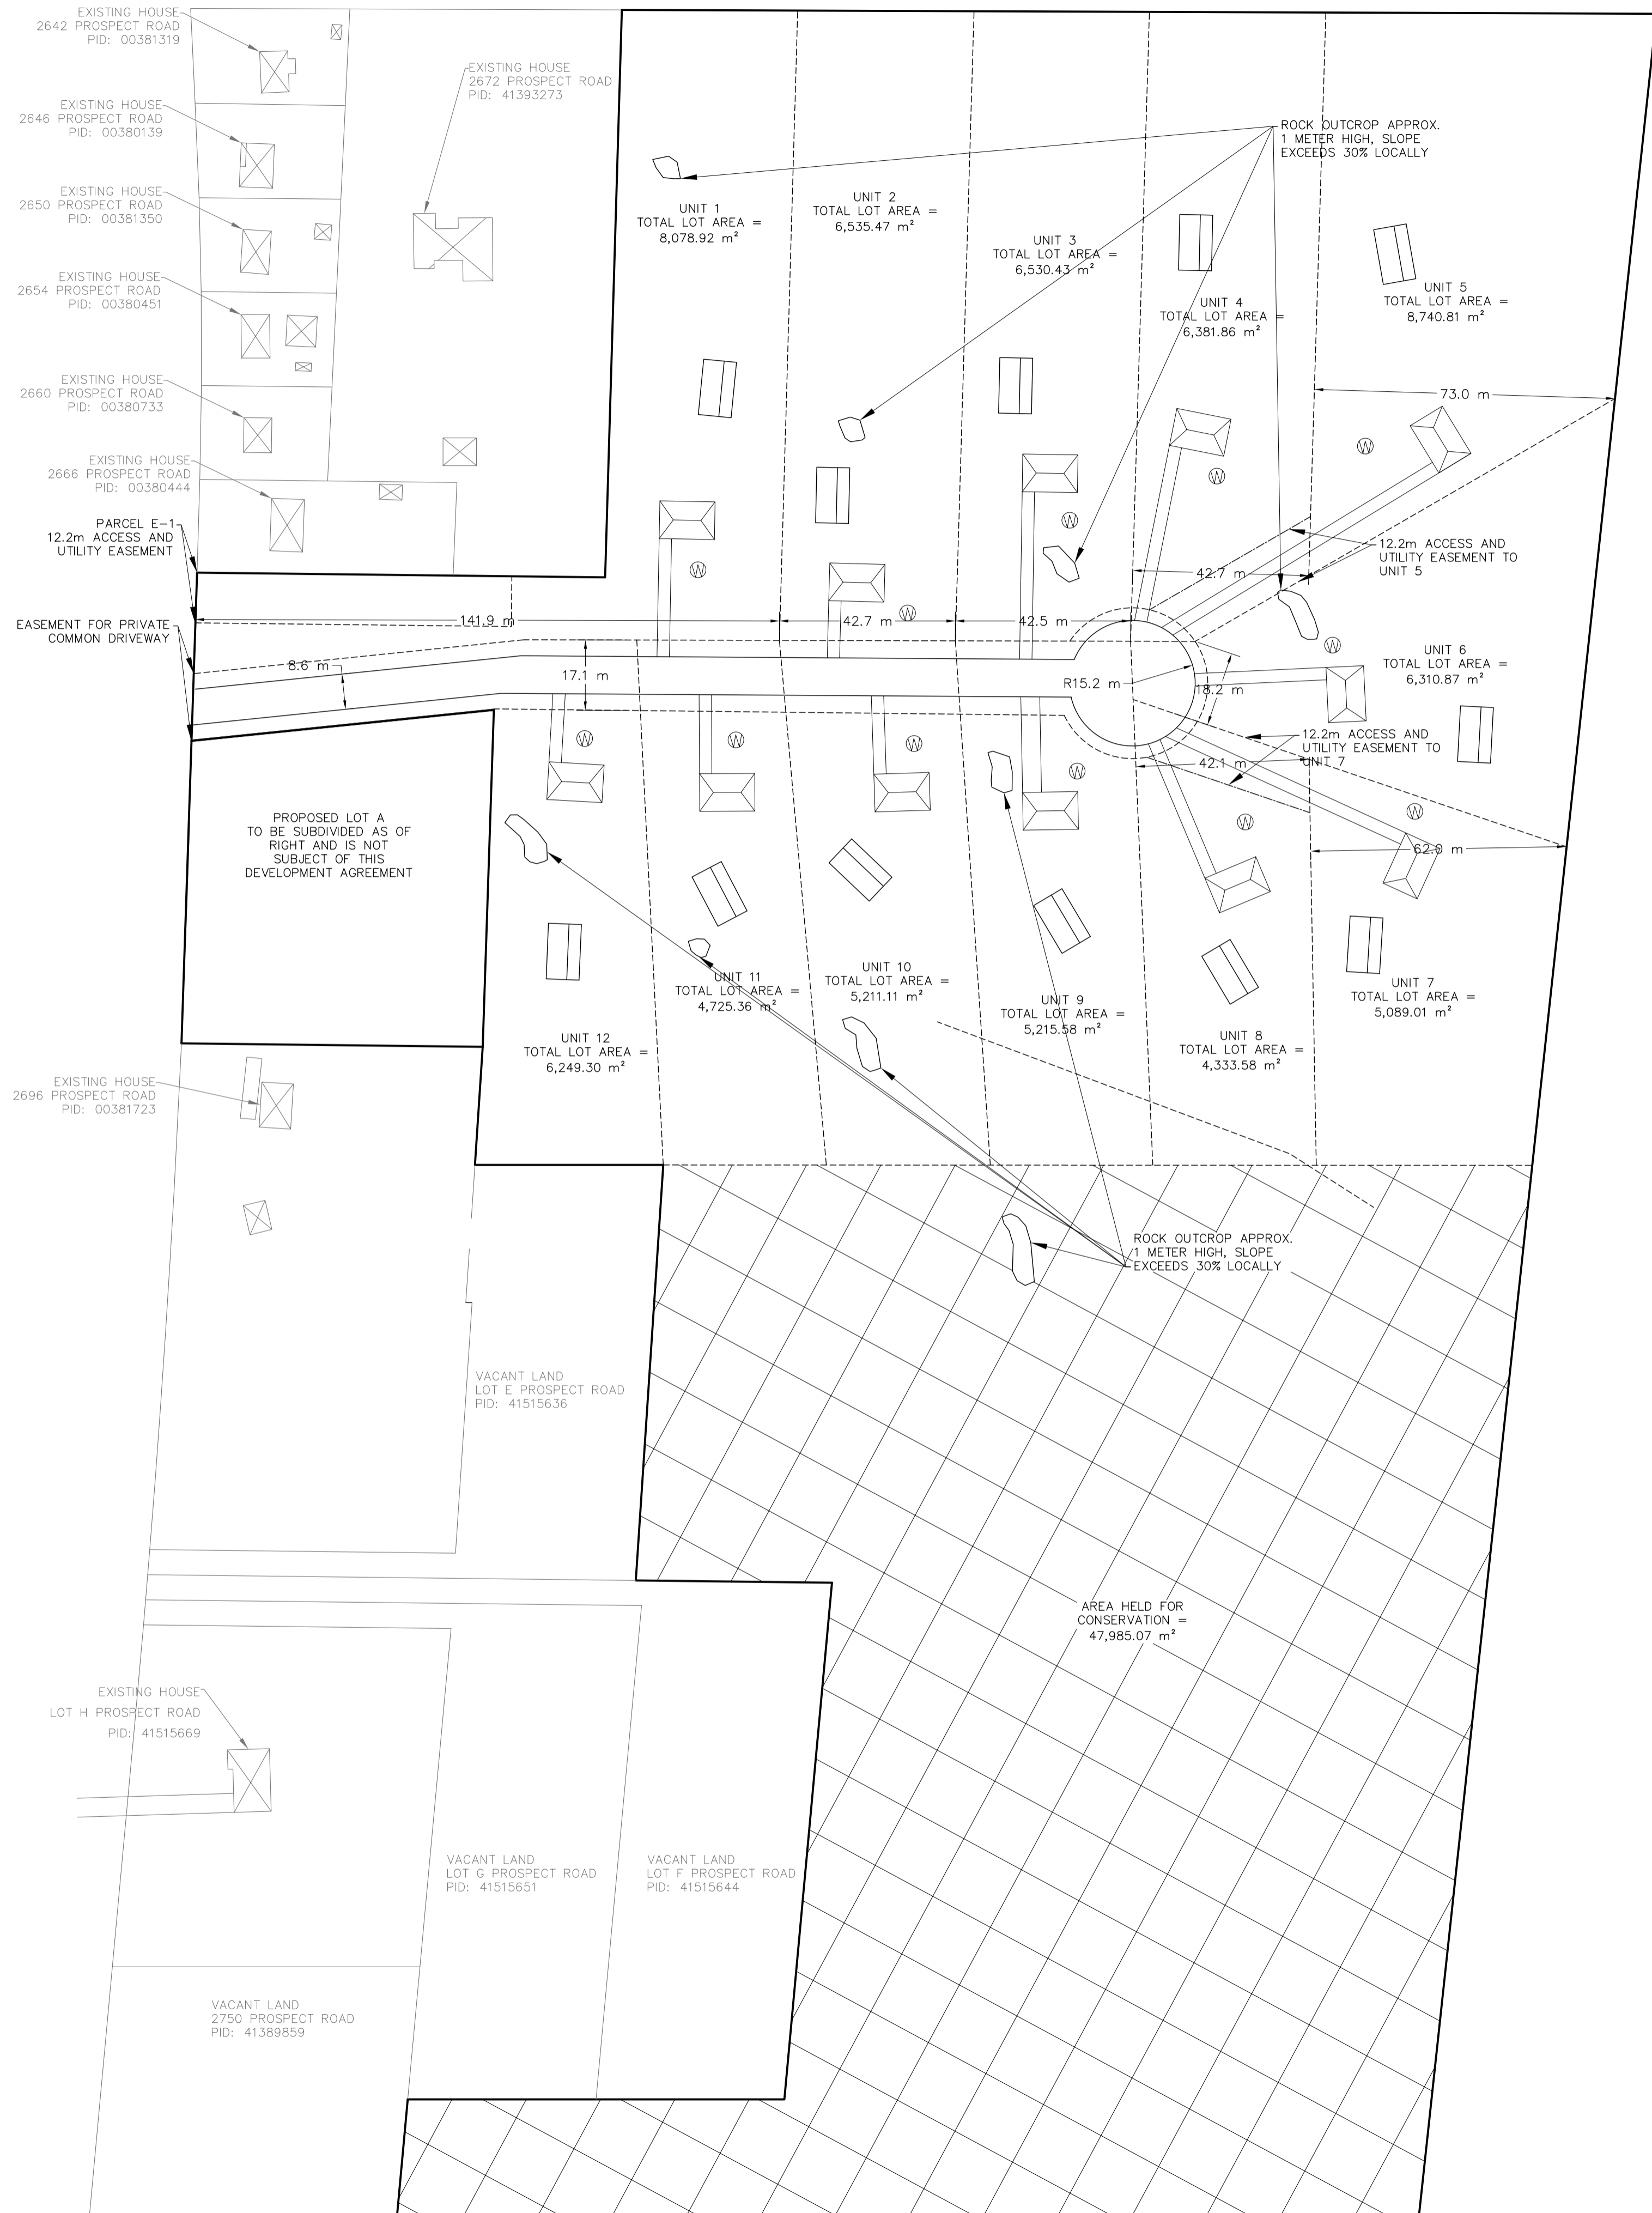 EXISTING HOUSE
2642 PROSPECT ROAD
PID: 00381319
EXISTING HOUSE
2672 PROSPECT ROAD
PID: 41393273
EXISTING HOUSE
2646 PROSPECT ROAD
PID: 00380139
ROCK OUTCROP APPROX.
1 METER HIGH, SLOPE
EXCEEDS 30% LOCALLY
EXISTING HOUSE
2650 PROSPECT ROAD
PID: 00381350
UNIT 1
TOTAL LOT AREA =
8,078.92 m²
UNIT 2
TOTAL LOT AREA =
6,535.47 m²
UNIT 3
TOTAL LOT AREA =
6,530.43 m²
UNIT 4
TOTAL LOT AREA =
6,381.86 m²
UNIT 5
TOTAL LOT AREA =
8,740.81 m²
EXISTING HOUSE
2654 PROSPECT ROAD
PID: 00380451
EXISTING HOUSE
2660 PROSPECT ROAD
PID: 00380733
73.0 m
EXISTING HOUSE
2666 PROSPECT ROAD
PID: 00380444
W
W
W
W
W
W
PARCEL E-1
12.2m ACCESS AND
UTILITY EASEMENT
12.2m ACCESS AND
UTILITY EASEMENT TO
UNIT 5
42.7 m
141.9 m
42.7 m
42.5 m
EASEMENT FOR PRIVATE
COMMON DRIVEWAY
8.6 m
17.1 m
R15.2 m
18.2 m
UNIT 6
TOTAL LOT AREA =
6,310.87 m²
12.2m ACCESS AND
UTILITY EASEMENT TO
UNIT 7
42.1 m
W
W
W
W
W
W
62.0 m
PROPOSED LOT A
TO BE SUBDIVIDED AS OF
RIGHT AND IS NOT
SUBJECT OF THIS
DEVELOPMENT AGREEMENT
UNIT 12
TOTAL LOT AREA =
6,249.30 m²
UNIT 11
TOTAL LOT AREA =
4,725.36 m²
UNIT 10
TOTAL LOT AREA =
5,211.11 m²
UNIT 9
TOTAL LOT AREA =
5,215.58 m²
UNIT 8
TOTAL LOT AREA =
4,333.58 m²
UNIT 7
TOTAL LOT AREA =
5,089.01 m²
EXISTING HOUSE
2696 PROSPECT ROAD
PID: 00381723
ROCK OUTCROP APPROX.
1 METER HIGH, SLOPE
EXCEEDS 30% LOCALLY
VACANT LAND
LOT E PROSPECT ROAD
PID: 41515636
AREA HELD FOR
CONSERVATION =
47,985.07 m²
EXISTING HOUSE
LOT H PROSPECT ROAD
PID: 41515669
VACANT LAND
LOT G PROSPECT ROAD
PID: 41515651
VACANT LAND
LOT F PROSPECT ROAD
PID: 41515644
VACANT LAND
2750 PROSPECT ROAD
PID: 41389859